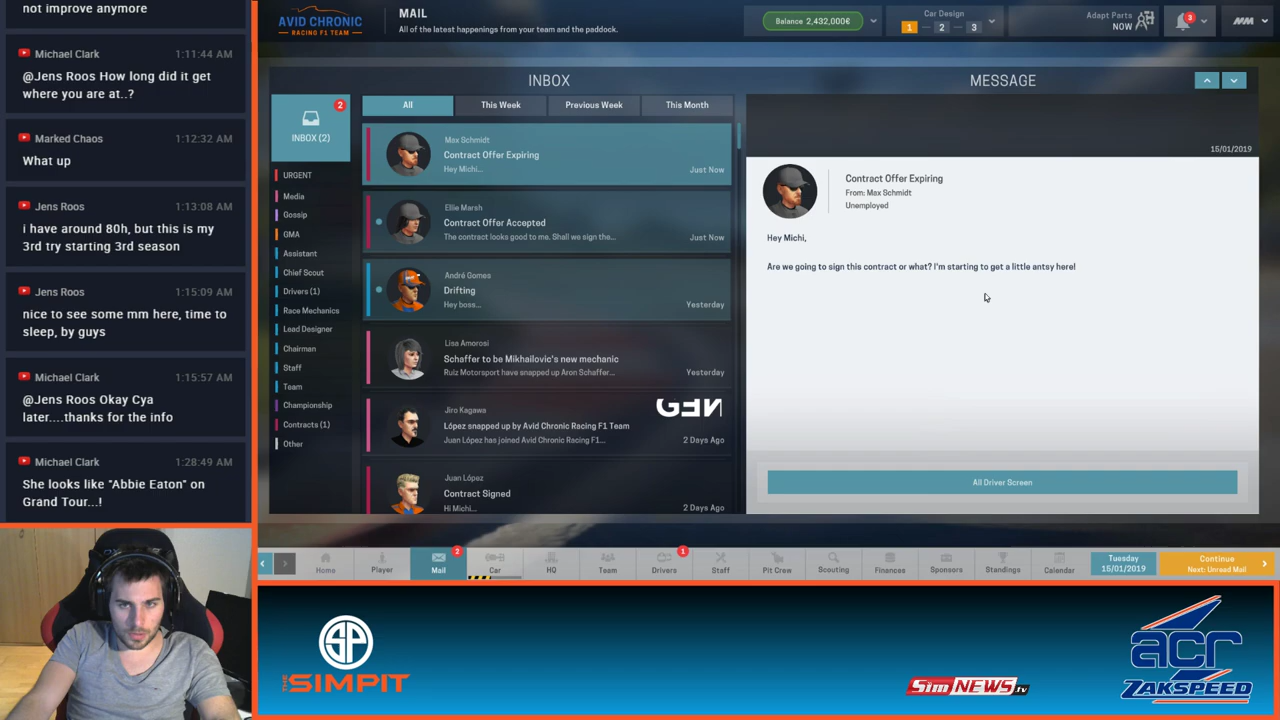 not improve anymore
Michael Clark 1:11:44 AM
@Jens Roos How long did it get
where you are at..?
Marked Chaos 1:12:32 AM
What up
Jens Roos 1:13:08 AM
i have around 80h, but this is my
3rd try still in 3rd season
Jens Roos 1:15:09 AM
nice to see some mm here, time to
sleep, by guys
Michael Clark 1:15:57 AM
@Jens Roos Okay Cya
later....thanks for the info
Michael Clark 1:28:49 AM
She looks like "Abbie Eaton" on
Grand Tour...!
AVID CHRONIC
RACING F1 TEAM
MAIL
All of the latest happenings from your team and the paddock.
Balance 2,432,000€
Car Design
1 2 3
Adapt Parts
NOW
3
MM
INBOX
2
INBOX (2)
URGENT
Media
Gossip
GMA
Assistant
Chief Scout
Drivers (1)
Race Mechanics
Lead Designer
Chairman
Staff
Team
Championship
Contracts (1)
Other
All This Week Previous Week This Month
Max Schmidt
Contract Offer Expiring
Hey Michi... Just Now
Ellie Marsh
Contract Offer Accepted
The contract looks good to me. Shall we sign the... Just Now
André Gomes
Drifting
Hey boss... Yesterday
Lisa Amorosi
Schaffer to be Mikhailovic's new mechanic
Ruiz Motorsport have snapped up Aron Schaffer... Yesterday
Jiro Kagawa
López snapped up by Avid Chronic Racing F1 Team
Juan López has joined Avid Chronic Racing F1... 2 Days Ago
Juan López
Contract Signed
Hi Michi... 2 Days Ago
MESSAGE
15/01/2019
Contract Offer Expiring
From: Max Schmidt
Unemployed
Hey Michi,
Are we going to sign this contract or what? I'm starting to get a little antsy here!
All Driver Screen
Home
Player
Mail 2
Car
HQ
Team
Drivers 1
Staff
Pit Crew
Scouting
Finances
Sponsors
Standings
Calendar
Tuesday
15/01/2019
Continue
Next: Unread Mail
SP
THE SIMPIT
SimNEWS.tv
acr
ZAKSPEED